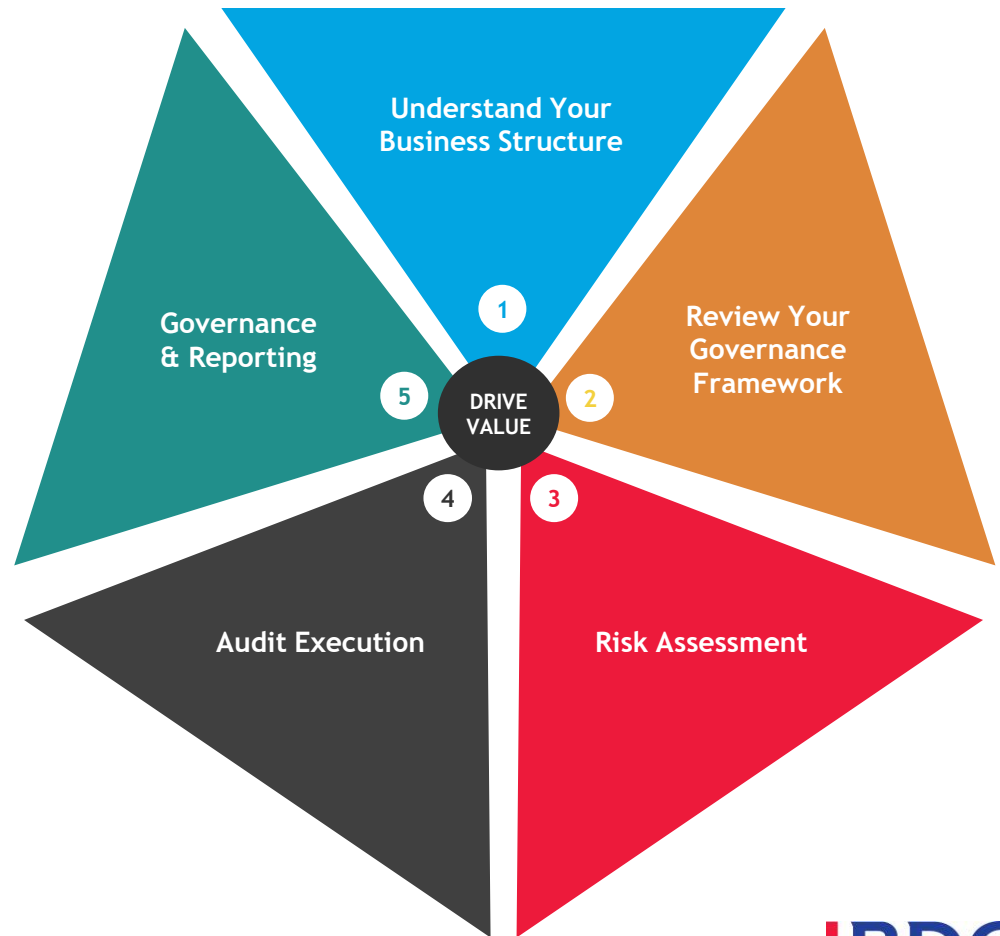 Understand Your
Business Structure
1
Review Your
Governance
Framework
2
Governance
& Reporting
5
DRIVE
VALUE
4
3
Audit Execution
Risk Assessment